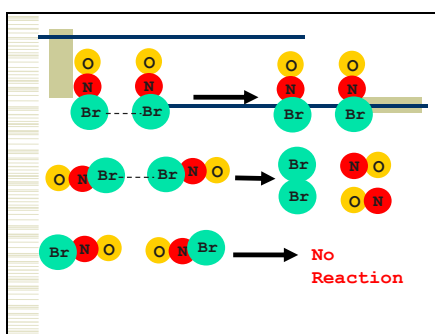 O O O O
N N N N
Br Br Br Br
O N Br Br N O Br N O
Br O N
Br N O O N Br No
Reaction